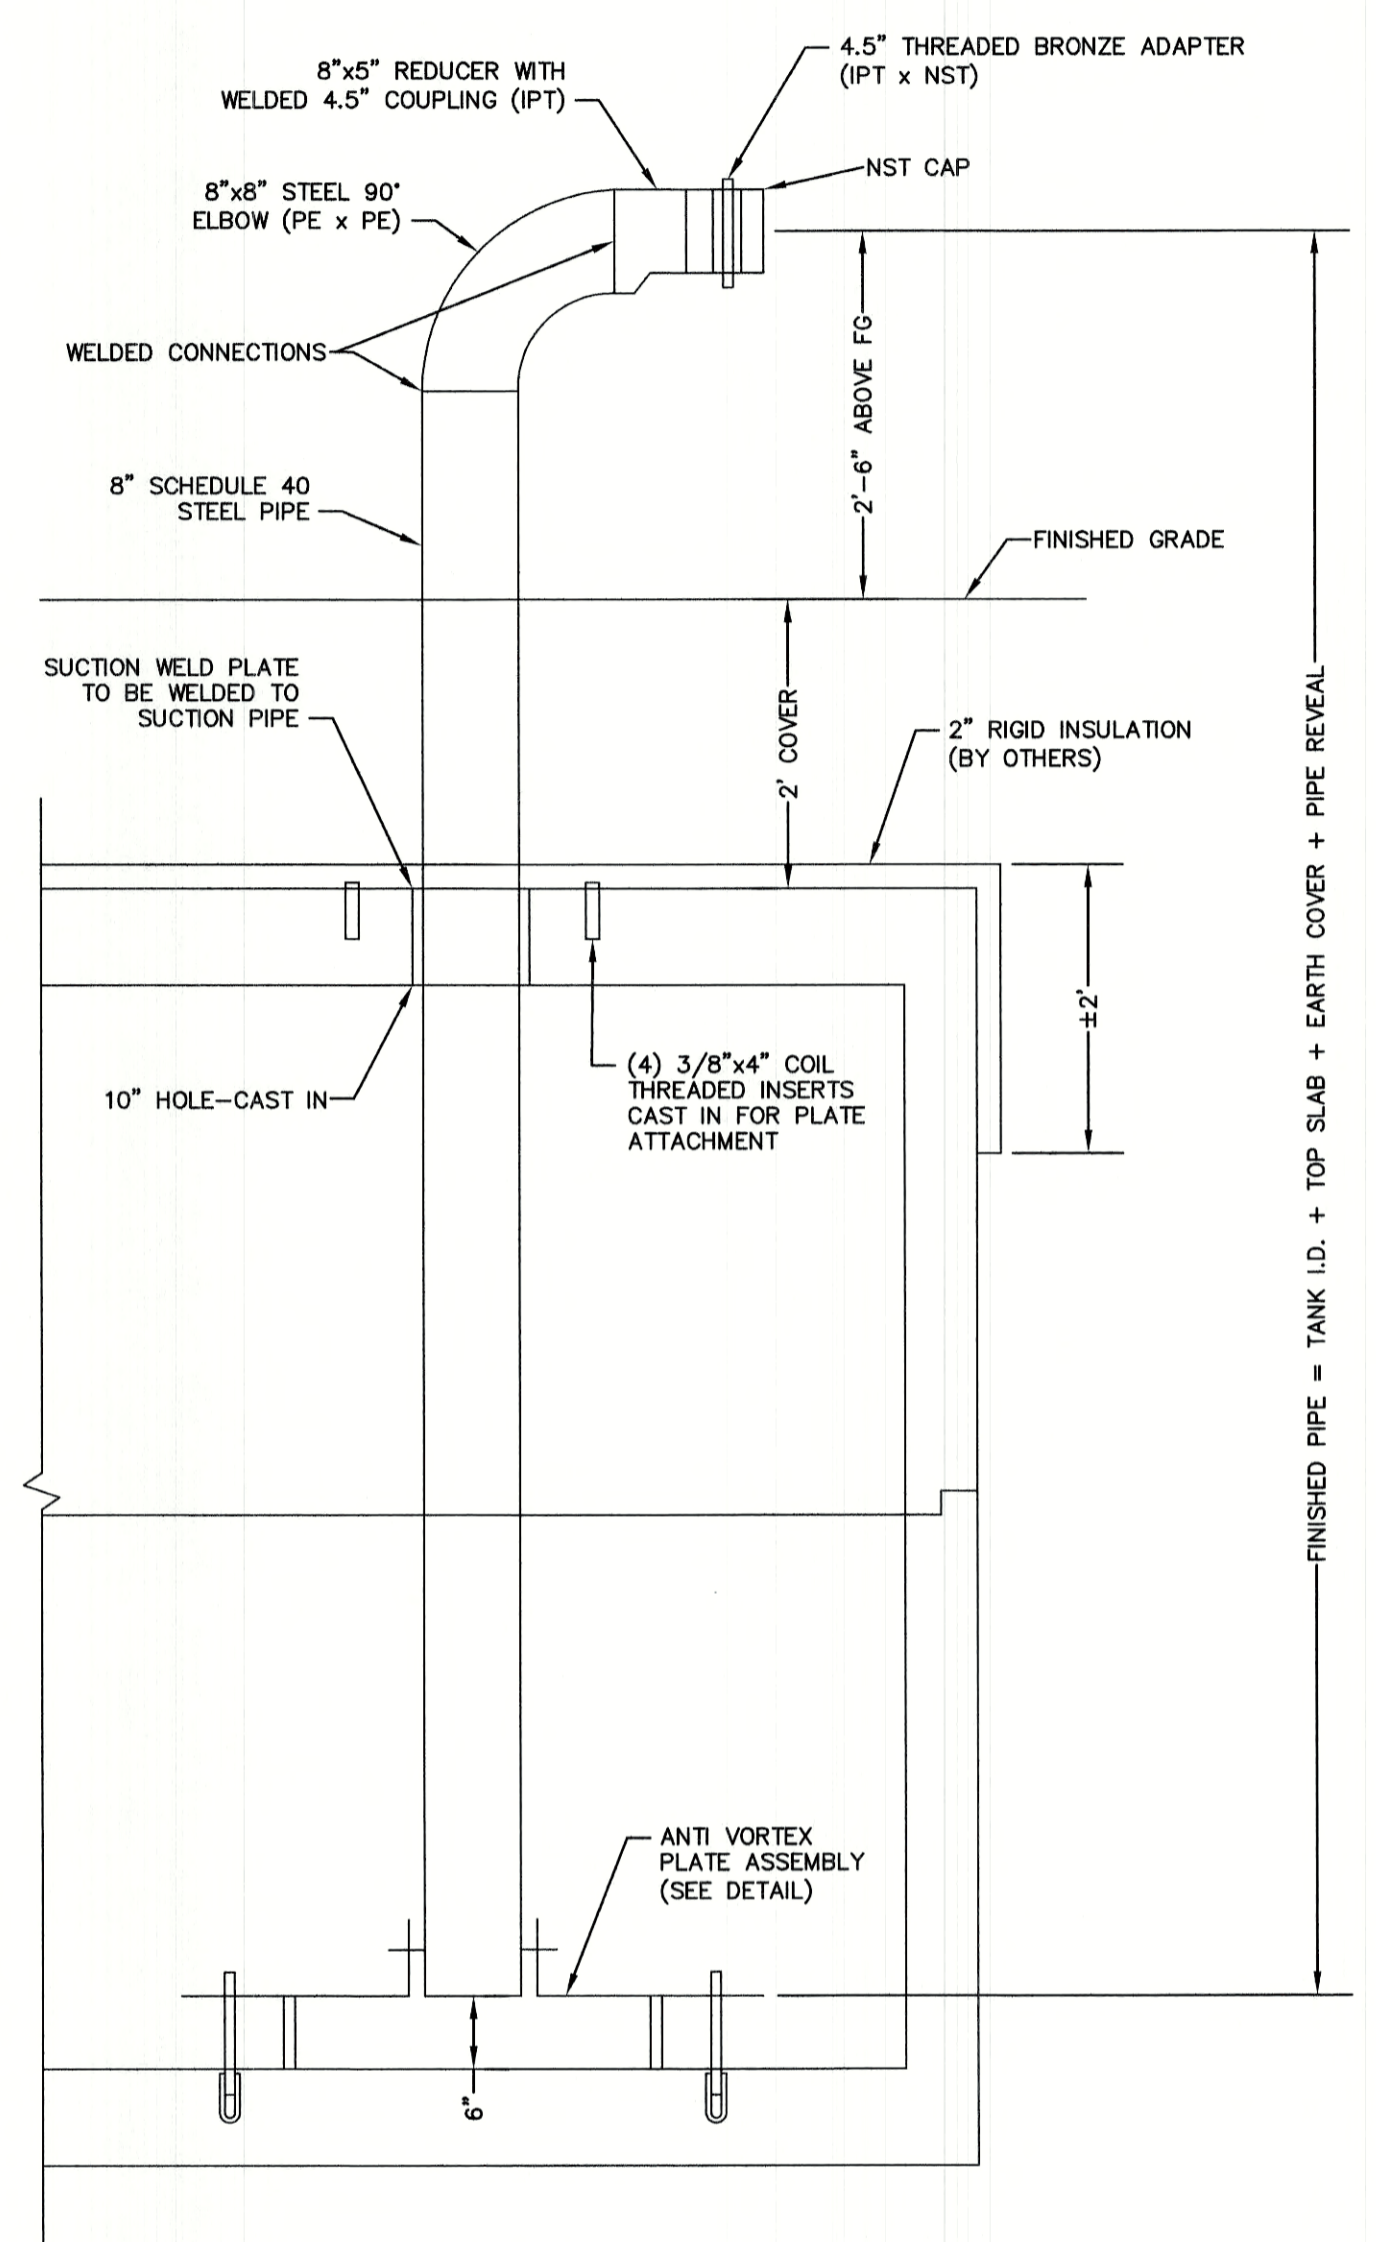 4.5" THREADED BRONZE ADAPTER
(IPT x NST)
8"x5" REDUCER WITH
WELDED 4.5" COUPLING (IPT)
NST CAP
8"x8" STEEL 90°
ELBOW (PE x PE)
WELDED CONNECTIONS
2'-6" ABOVE FG
8" SCHEDULE 40
STEEL PIPE
FINISHED GRADE
SUCTION WELD PLATE
TO BE WELDED TO
SUCTION PIPE
2' COVER
2" RIGID INSULATION
(BY OTHERS)
±2'
10" HOLE-CAST IN
(4) 3/8"x4" COIL
THREADED INSERTS
CAST IN FOR PLATE
ATTACHMENT
FINISHED PIPE = TANK I.D. + TOP SLAB + EARTH COVER + PIPE REVEAL
ANTI VORTEX
PLATE ASSEMBLY
(SEE DETAIL)
6"